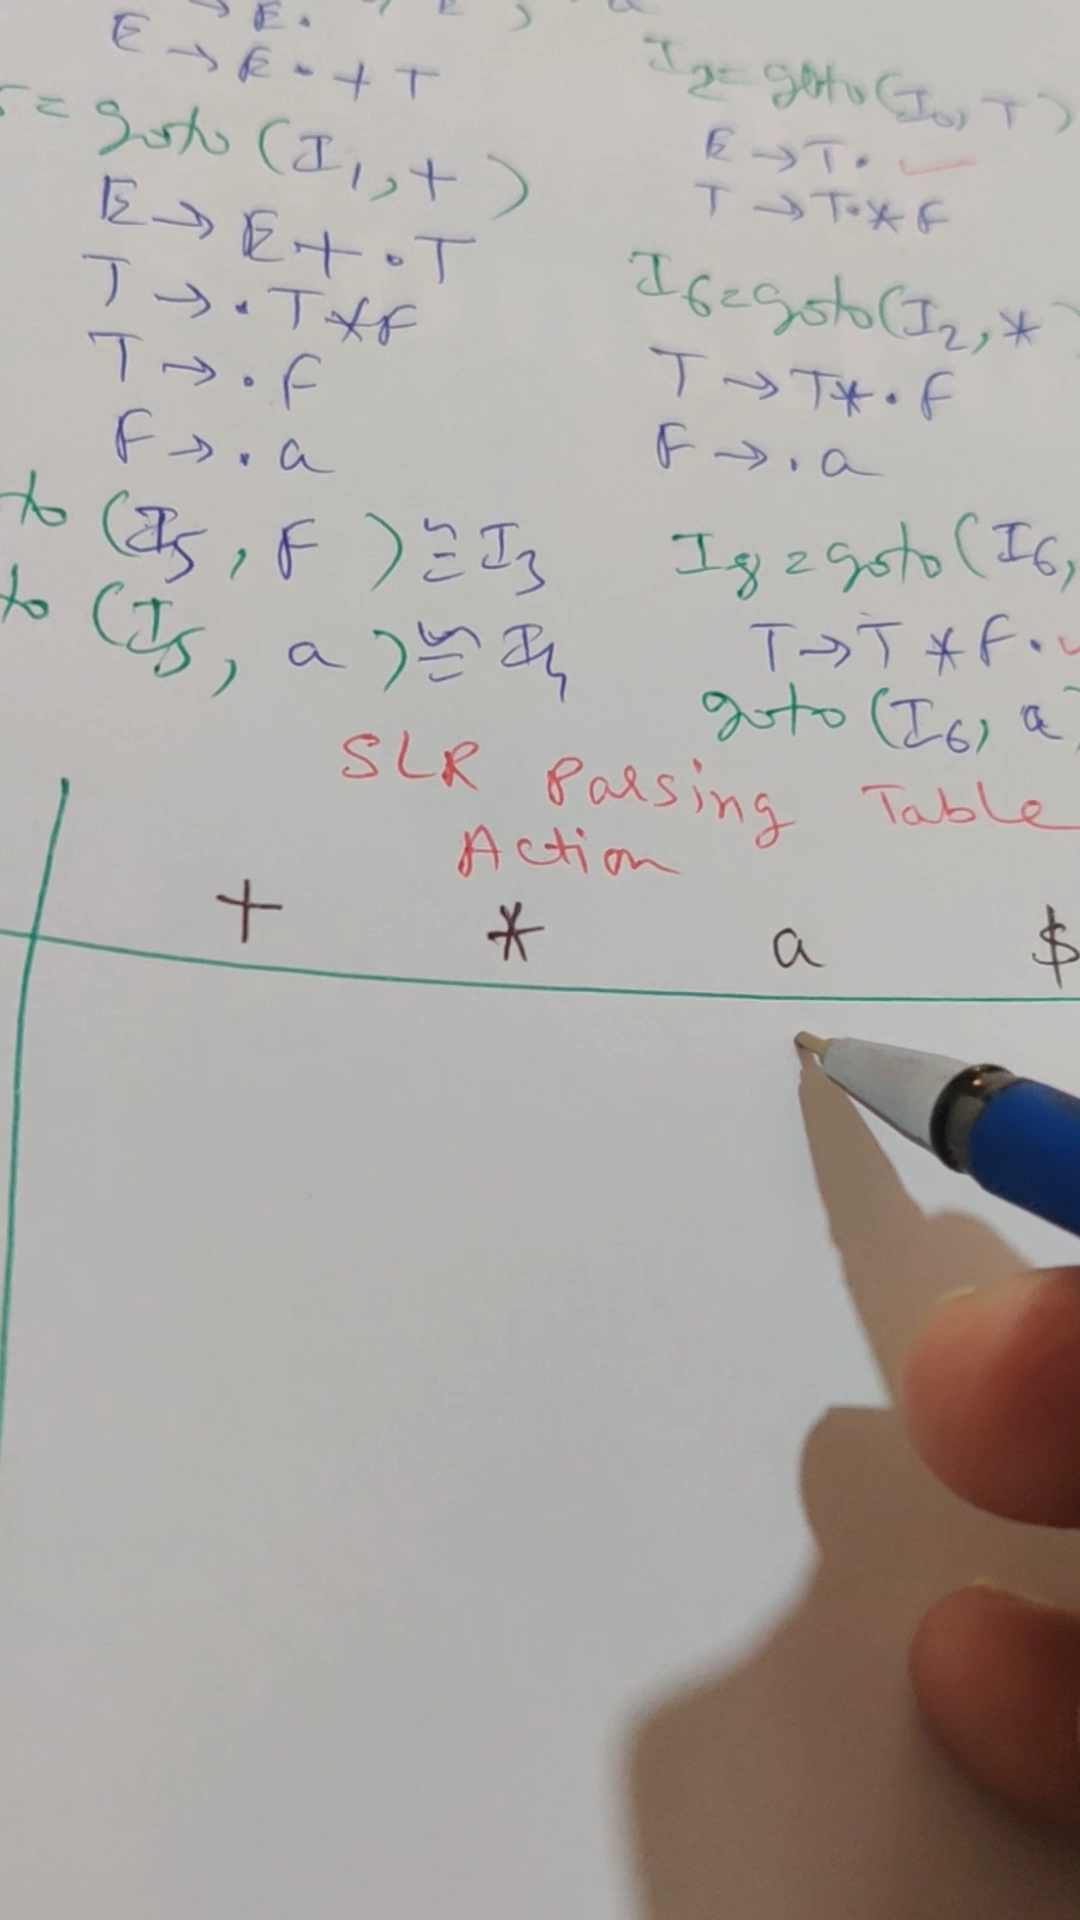 → E.
E → E . + T
= goto (I1, +)
E → E + . T
T → . T * F
T → . F
F → . a
to (I5, F) ≅ I3
to (I5, a) ≅ I4
I2 = goto (I0, T)
E → T .
T → T . * F
I6 = goto (I2, *
T → T * . F
F → . a
I8 = goto (I6,
T → T * F .
goto (I6, a
SLR Parsing Table
Action
+ * a $